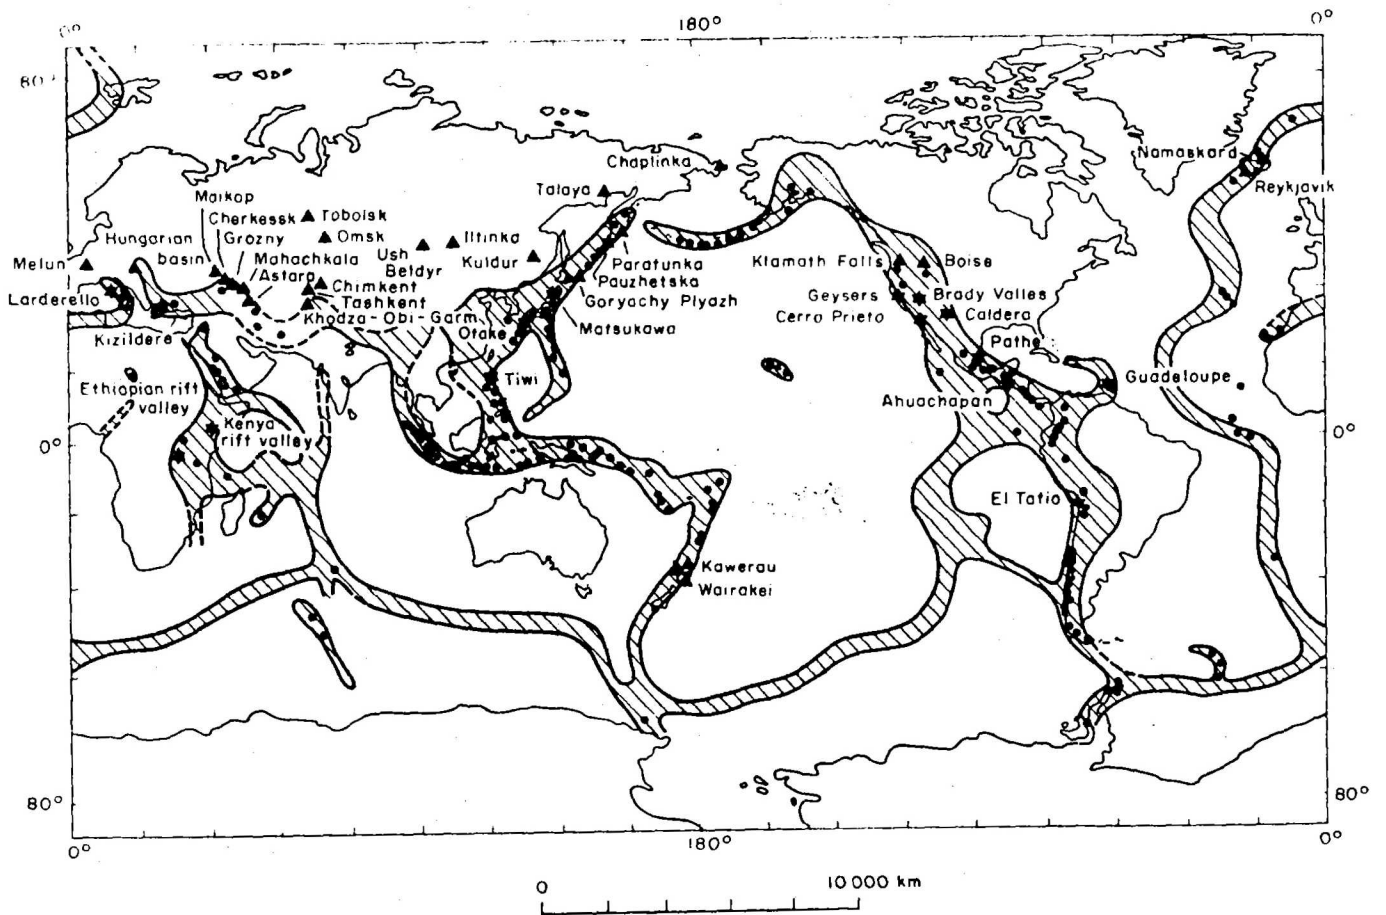 0°
180°
0°
80°
Chaplinka
Namaskard
Talaya
Reykjavik
Maikop
Cherkessk
Tobolsk
Grozny
Omsk
Iltinka
Hungarian
basin
Mahachkala
Ush
Beldyr
Kuldur
Melun
Astara
Chimkent
Paratunka
Klamath Falls
Boise
Larderello
Tashkent
Pauzhetska
Geysers
Brady Valles
Khodza-Obi-Garm
Goryachy Plyazh
Cerro Prieto
Caldera
Kizildere
Otake
Matsukawa
Pathe
Tiwi
Guadeloupe
Ethiopian rift
valley
Ahuachapan
Kenya
rift valley
0°
0°
El Tatio
Kawerau
Wairakei
80°
80°
0°
180°
0°
0
10 000 km